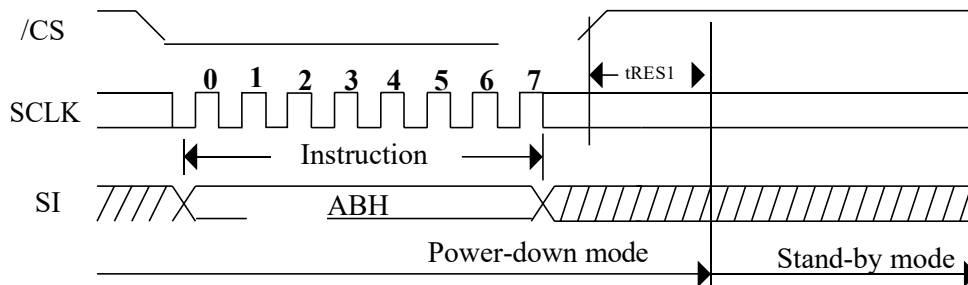 /CS
tRES1
0 1 2 3 4 5 6 7
SCLK
Instruction
SI
ABH
Power-down mode
Stand-by mode